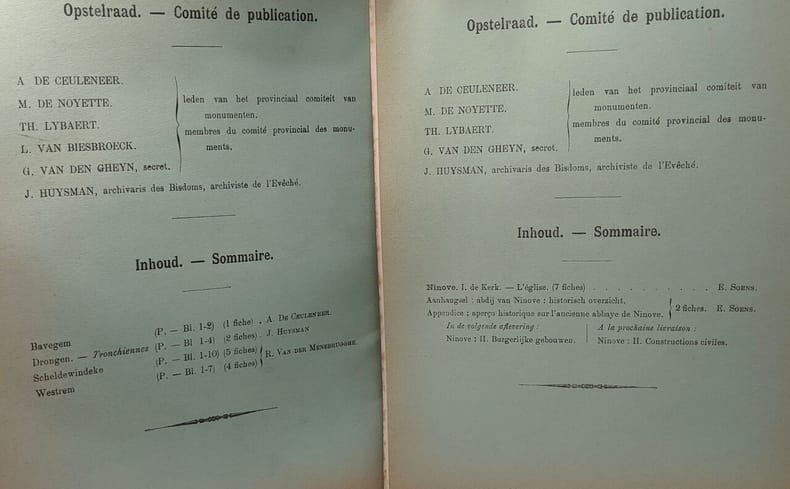 Opstelraad. — Comité de publication.
A DE CEULENEER.
M. DE NOYETTE.
TH. LYBAERT.
L. VAN BIESBROECK.
G. VAN DEN GHEYN, secret.
leden van het provinciaal comiteit van
monumenten.
membres du comité provincial des monu-
ments.
J. HUYSMAN, archivaris des Bisdoms, archiviste de l'Evêché.
Inhoud. — Sommaire.
Bavegem (P. — Bl. 1-2) (1 fiche) . A. DE CEULENEER.
Drongen. — Tronchiennes (P. — Bl 1-4) (2 fiches) . J. HUYSMAN
Scheldewindeke (P. — Bl. 1-10) (5 fiches) R. VAN DER MENSBRUGGHE.
Westrem (P. — Bl. 1-7) (4 fiches)
Opstelraad. — Comité de publication.
A DE CEULENEER.
M. DE NOYETTE.
TH. LYBAERT.
G. VAN DEN GHEYN, secret.
leden van het provinciaal comiteit van
monumenten.
membres du comité provincial des monu-
ments.
J. HUYSMAN, archivaris des Bisdoms, archiviste de l'Evêché.
Inhoud. — Sommaire.
NINOVE. I. de Kerk. — L'église. (7 fiches) . . . . . . . . . . E. SOENS.
Aanhangsel : abdij van Ninove : historisch overzicht.
Appendice : aperçu historique sur l'ancienne abbaye de Ninove. 2 fiches. E. SOENS.
In de volgende aflevering :
Ninove : II. Burgerlijke gebouwen.
A la prochaine livraison :
Ninove : II. Constructions civiles.